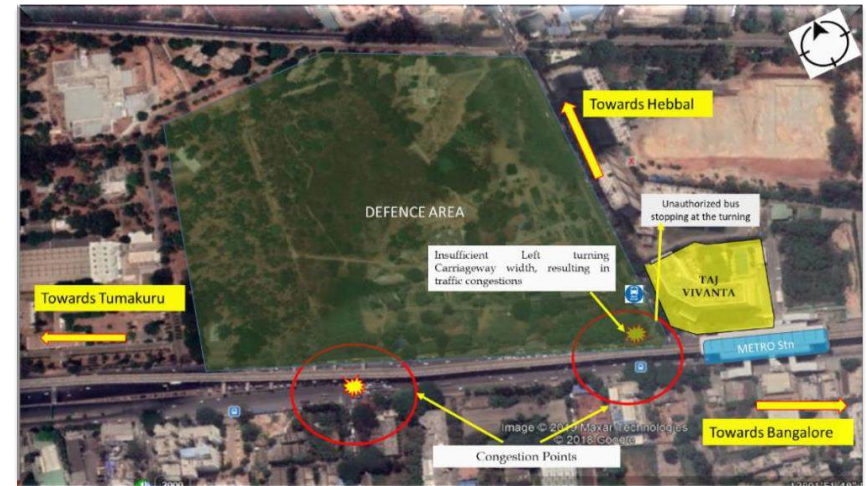 Towards Hebbal
Unauthorized bus
stopping at the turning
DEFENCE AREA
Insufficient Left turning
Carriageway width, resulting in
traffic congestions
TAJ
VIVANTA
Towards Tumakuru
METRO Stn
Image © 2019 Maxar Technologies
© 2018 Google
Towards Bangalore
Congestion Points